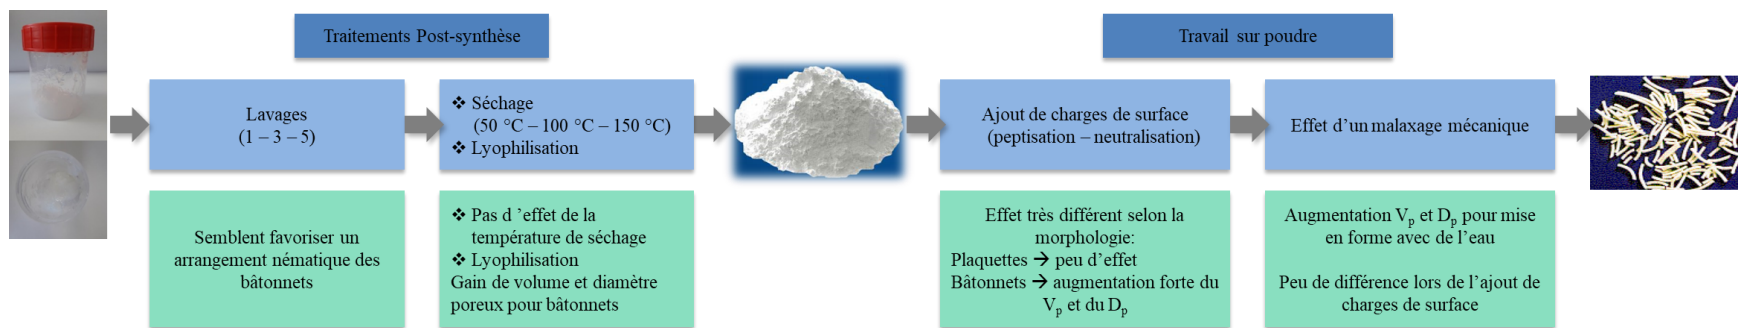 Traitements Post-synthèse
Travail sur poudre
Lavages
(1 – 3 – 5)
❖ Séchage
(50 °C – 100 °C – 150 °C)
❖ Lyophilisation
Ajout de charges de surface
(peptisation – neutralisation)
Effet d’un malaxage mécanique
Semblent favoriser un
arrangement nématique des
bâtonnets
❖ Pas d ’effet de la
température de séchage
❖ Lyophilisation
Gain de volume et diamètre
poreux pour bâtonnets
Effet très différent selon la
morphologie:
Plaquettes → peu d’effet
Bâtonnets → augmentation forte du
Vp et du Dp
Augmentation Vp et Dp pour mise
en forme avec de l’eau
Peu de différence lors de l’ajout de
charges de surface